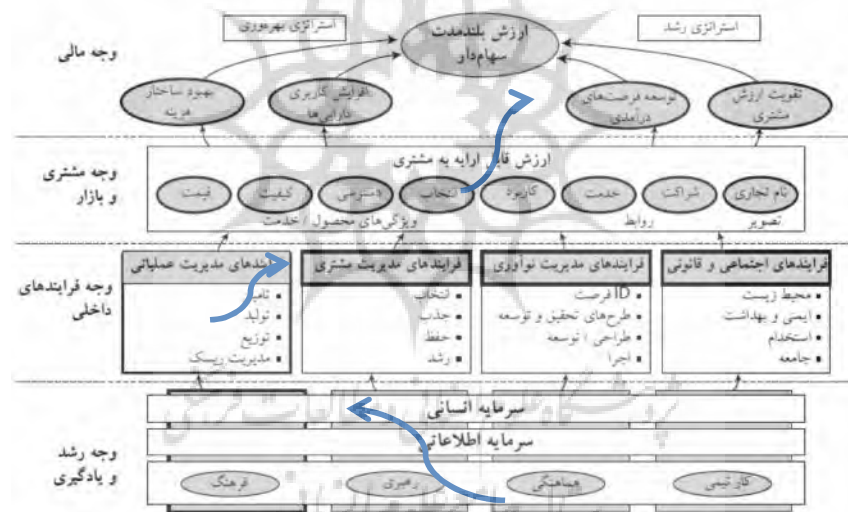 استراتژی رشد
ارزش بلندمدت
سهام‌دار
استراتژی بهره‌وری
وجه مالی
تقویت ارزش
مشتری
توسعه فرصت‌های
درآمدی
افزایش کاربری
دارایی‌ها
بهبود ساختار
هزینه
ارزش قابل ارایه به مشتری
وجه مشتری
و بازار
نام تجاری
شراکت
خدمت
کاربرد
انتخاب
دسترسی
کیفیت
قیمت
تصویر
روابط
ویژگی‌های محصول / خدمت
وجه فرایندهای
داخلی
فرایندهای اجتماعی و قانونی
▪ محیط زیست
▪ ایمنی و بهداشت
▪ استخدام
▪ جامعه
فرایندهای مدیریت نوآوری
▪ ID فرصت
▪ طرح‌های تحقیق و توسعه
▪ طراحی / توسعه
▪ اجرا
فرایندهای مدیریت مشتری
▪ انتخاب
▪ جذب
▪ حفظ
▪ رشد
مدیریت عملیاتی
▪ تولید
▪ توزیع
▪ مدیریت ریسک
سرمایه انسانی
سرمایه اطلاعاتی
وجه رشد
و یادگیری
کار تیمی
هماهنگی
رهبری
فرهنگ